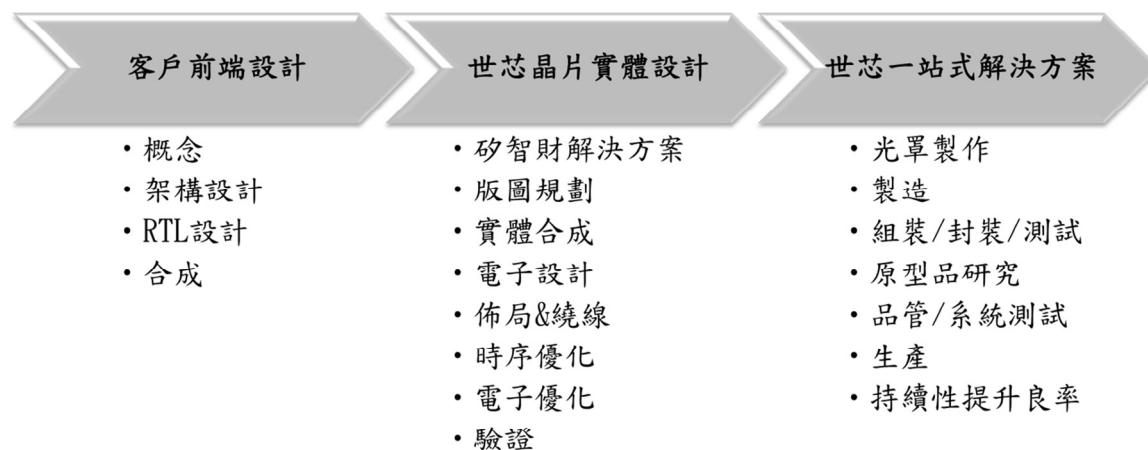 客戶前端設計
・概念
・架構設計
・RTL設計
・合成
世芯晶片實體設計
・矽智財解決方案
・版圖規劃
・實體合成
・電子設計
・佈局&繞線
・時序優化
・電子優化
・驗證
世芯一站式解決方案
・光罩製作
・製造
・組裝/封裝/測試
・原型品研究
・品管/系統測試
・生產
・持續性提升良率